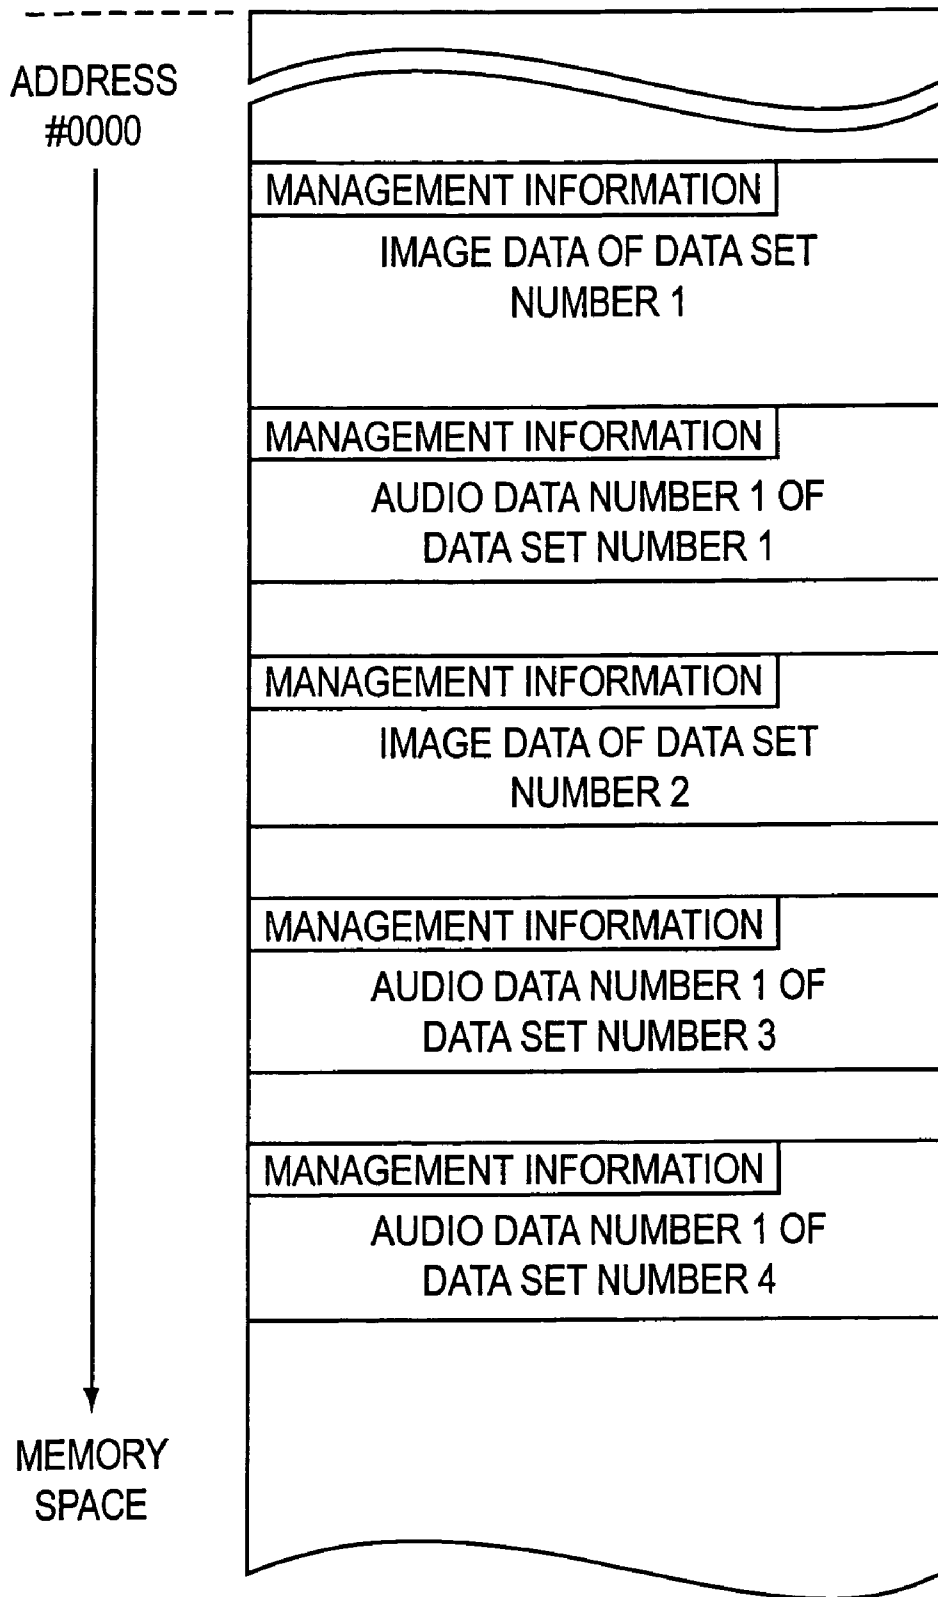 ADDRESS
#0000
MANAGEMENT INFORMATION
IMAGE DATA OF DATA SET
NUMBER 1
MANAGEMENT INFORMATION
AUDIO DATA NUMBER 1 OF
DATA SET NUMBER 1
MANAGEMENT INFORMATION
IMAGE DATA OF DATA SET
NUMBER 2
MANAGEMENT INFORMATION
AUDIO DATA NUMBER 1 OF
DATA SET NUMBER 3
MANAGEMENT INFORMATION
AUDIO DATA NUMBER 1 OF
DATA SET NUMBER 4
MEMORY
SPACE